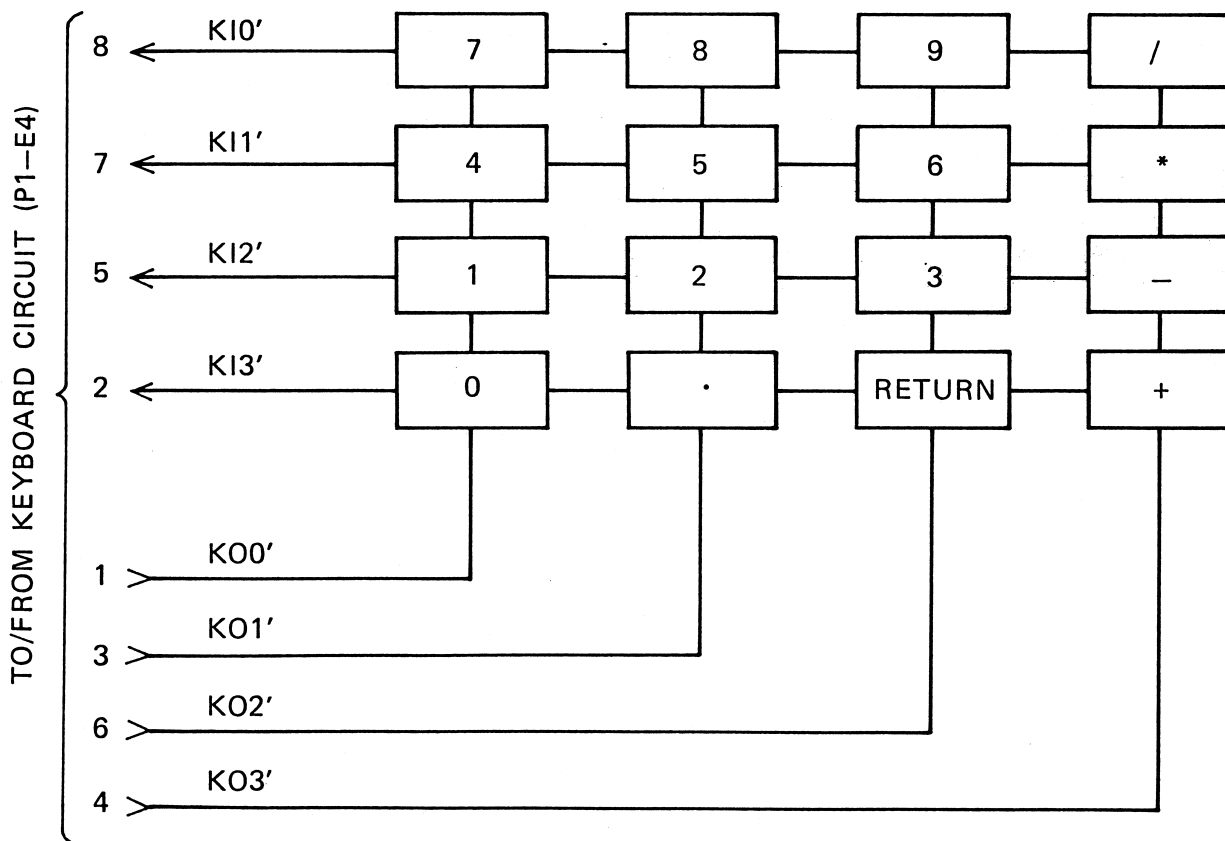 TO/FROM KEYBOARD CIRCUIT (P1–E4)
8 KI0' 7 8 9 /
7 KI1' 4 5 6 *
5 KI2' 1 2 3 –
2 KI3' 0 . RETURN +
1 KO0'
3 KO1'
6 KO2'
4 KO3'